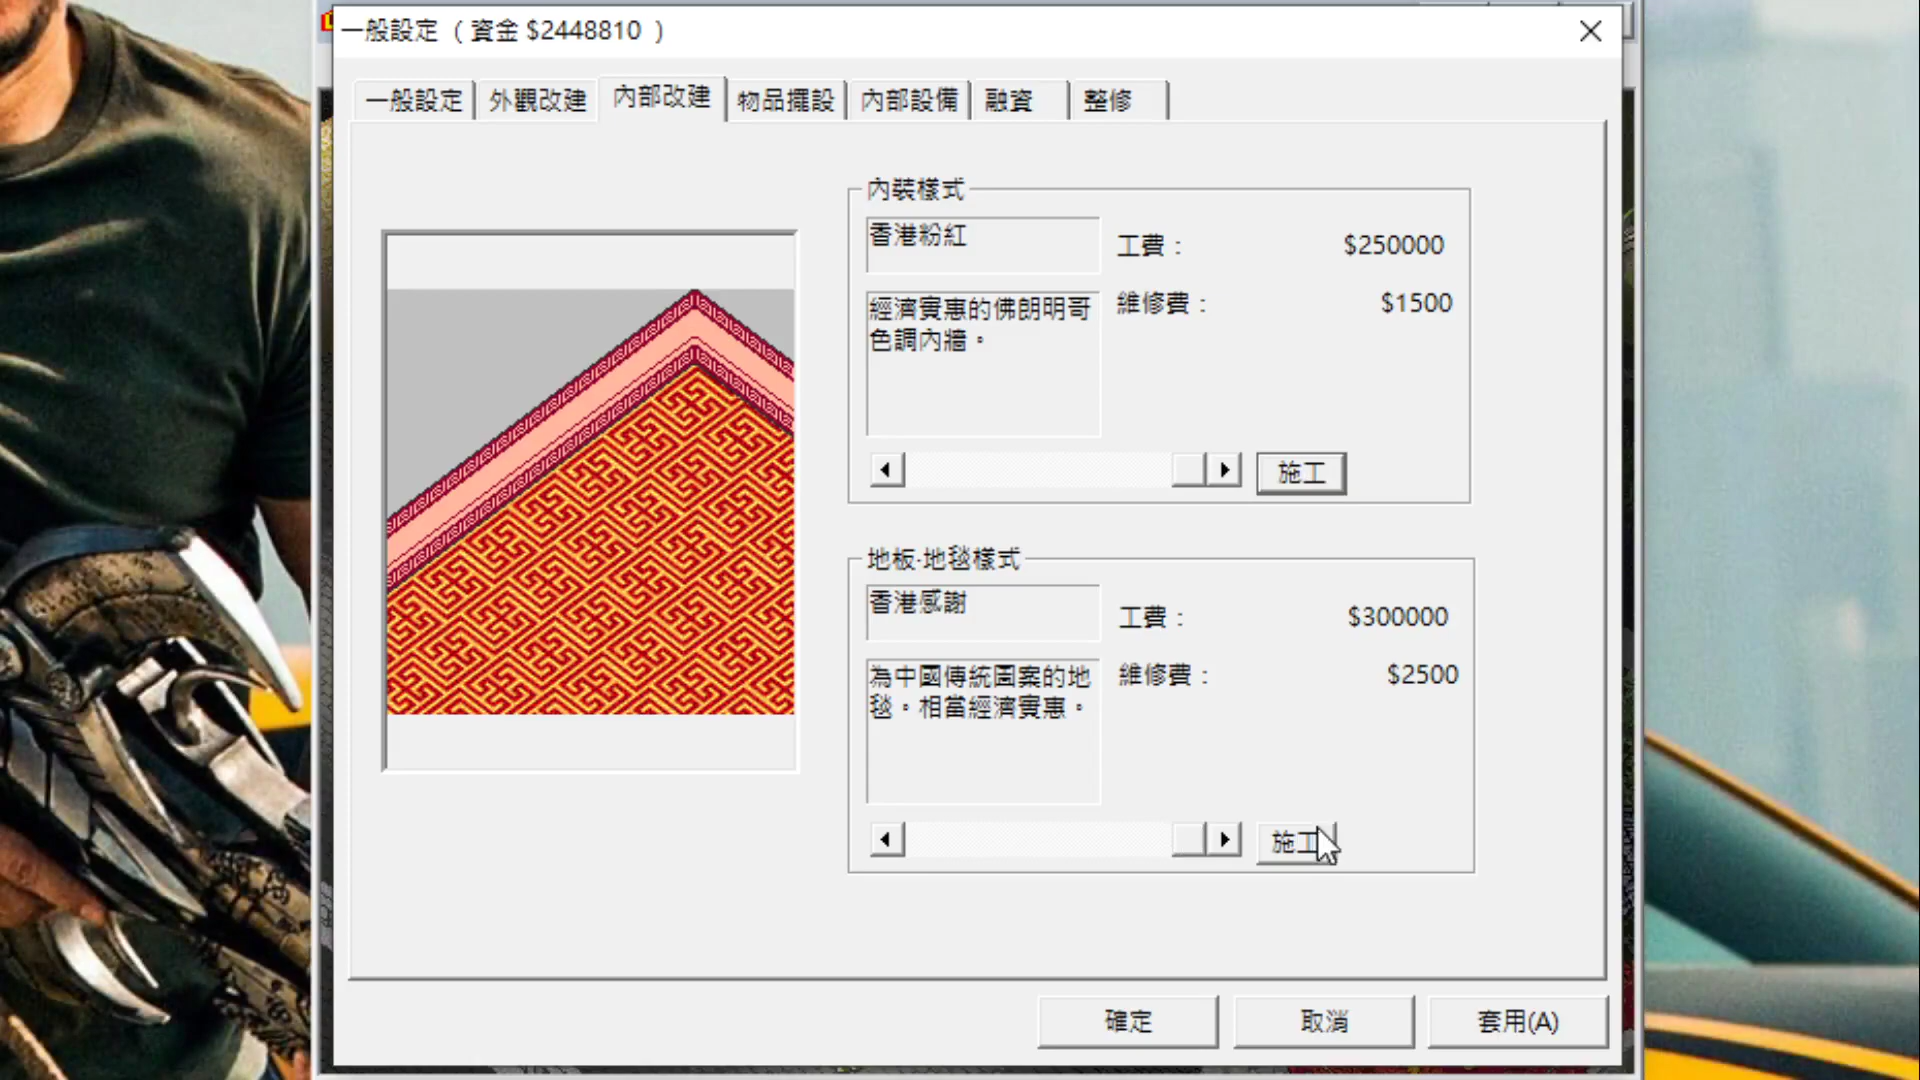 一般設定 ( 資金 $2448810 )
一般設定 外觀改建 內部改建 物品擺設 內部設備 融資 整修
內裝樣式
香港粉紅
工費： $250000
經濟實惠的佛朗明哥
色調內牆。
維修費： $1500
施工
地板‧地毯樣式
香港感謝
工費： $300000
為中國傳統圖案的地
毯。相當經濟實惠。
維修費： $2500
施工
確定 取消 套用(A)